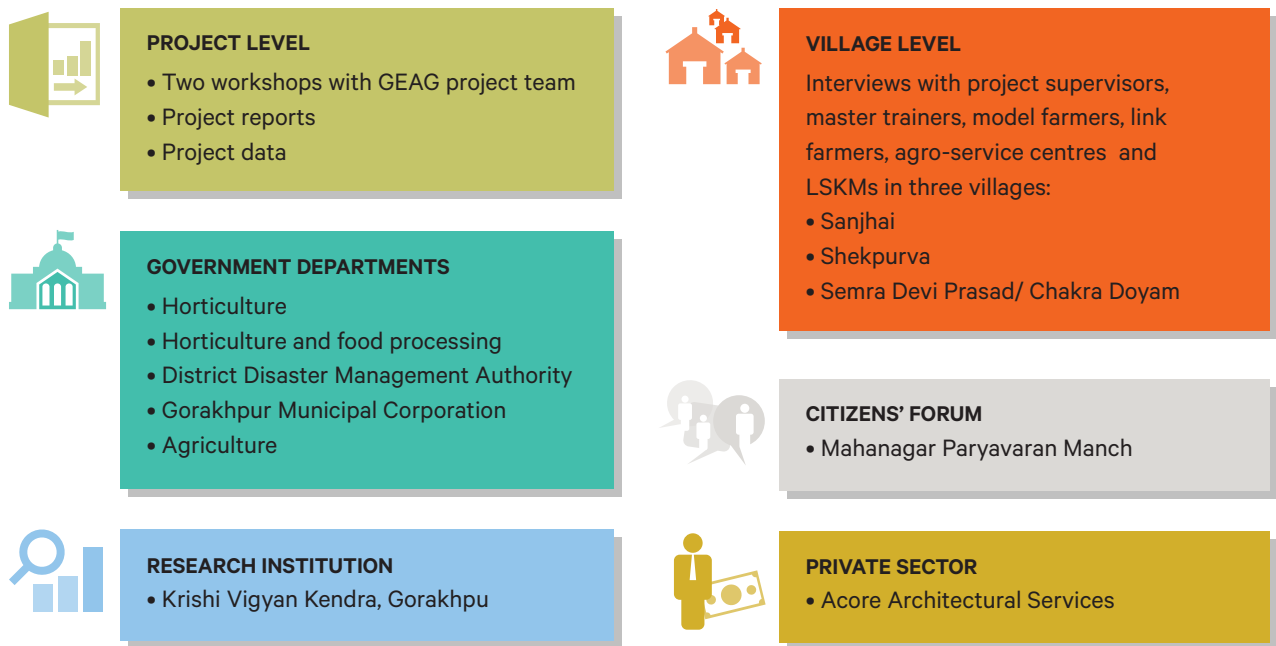 PROJECT LEVEL
• Two workshops with GEAG project team
• Project reports
• Project data
GOVERNMENT DEPARTMENTS
• Horticulture
• Horticulture and food processing
• District Disaster Management Authority
• Gorakhpur Municipal Corporation
• Agriculture
RESEARCH INSTITUTION
• Krishi Vigyan Kendra, Gorakhpu
VILLAGE LEVEL
Interviews with project supervisors,
master trainers, model farmers, link
farmers, agro-service centres and
LSKMs in three villages:
• Sanjhai
• Shekpurva
• Semra Devi Prasad/ Chakra Doyam
CITIZENS’ FORUM
• Mahanagar Paryavaran Manch
PRIVATE SECTOR
• Acore Architectural Services